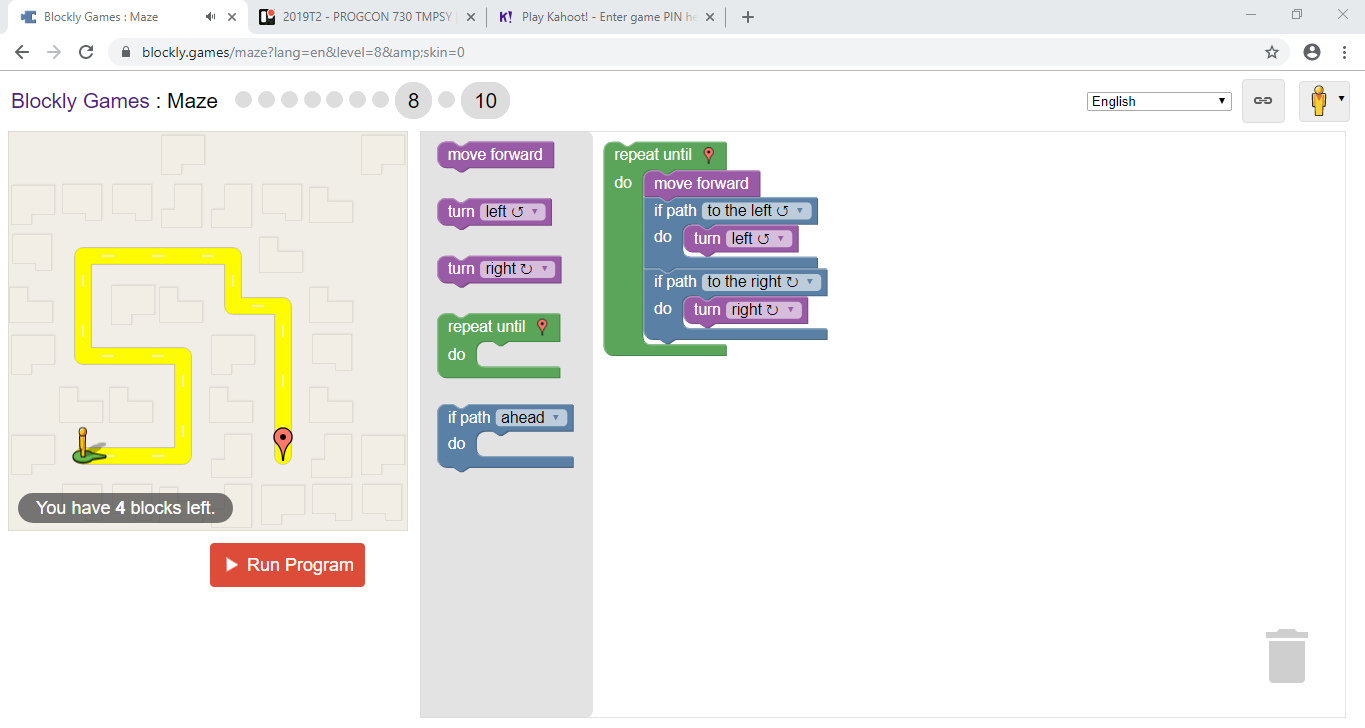 Blockly Games : Maze
2019T2 - PROGCON 730 TMPSY
K! Play Kahoot! - Enter game PIN he
blockly.games/maze?lang=en&level=8&amp;skin=0
Blockly Games : Maze 8 10
English
move forward
turn left ↺
turn right ↻
repeat until
do
if path ahead
do
repeat until
do move forward
if path to the left ↺
do turn left ↺
if path to the right ↻
do turn right ↻
You have 4 blocks left.
Run Program